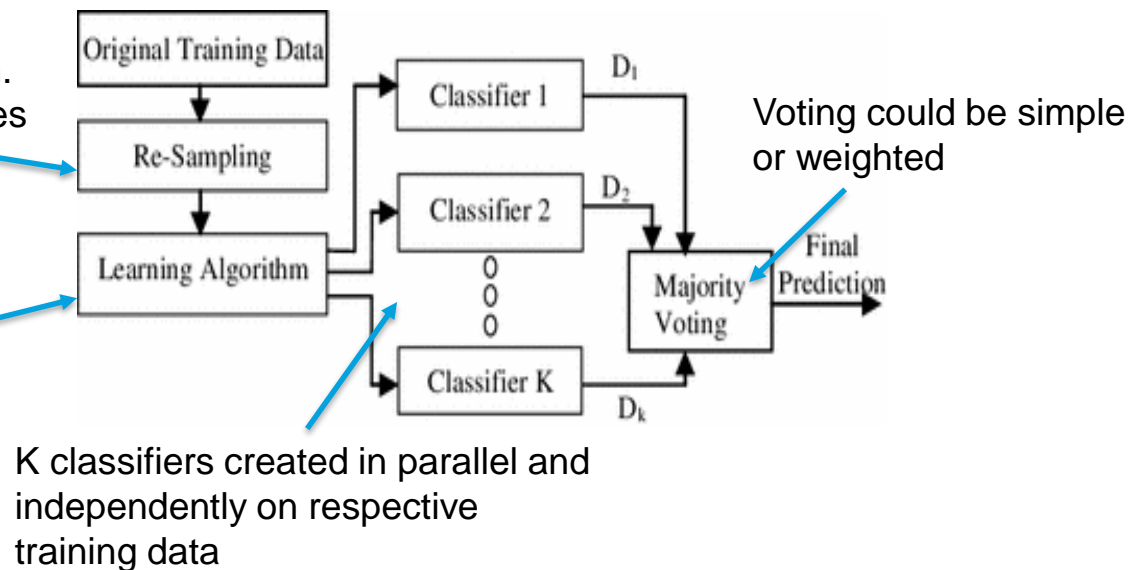 Original Training Data
Re-Sampling
Learning Algorithm
Classifier 1
Classifier 2
Classifier K
D₁
D₂
Dₖ
Majority
Voting
Final
Prediction
Voting could be simple
or weighted
K classifiers created in parallel and
independently on respective
training data